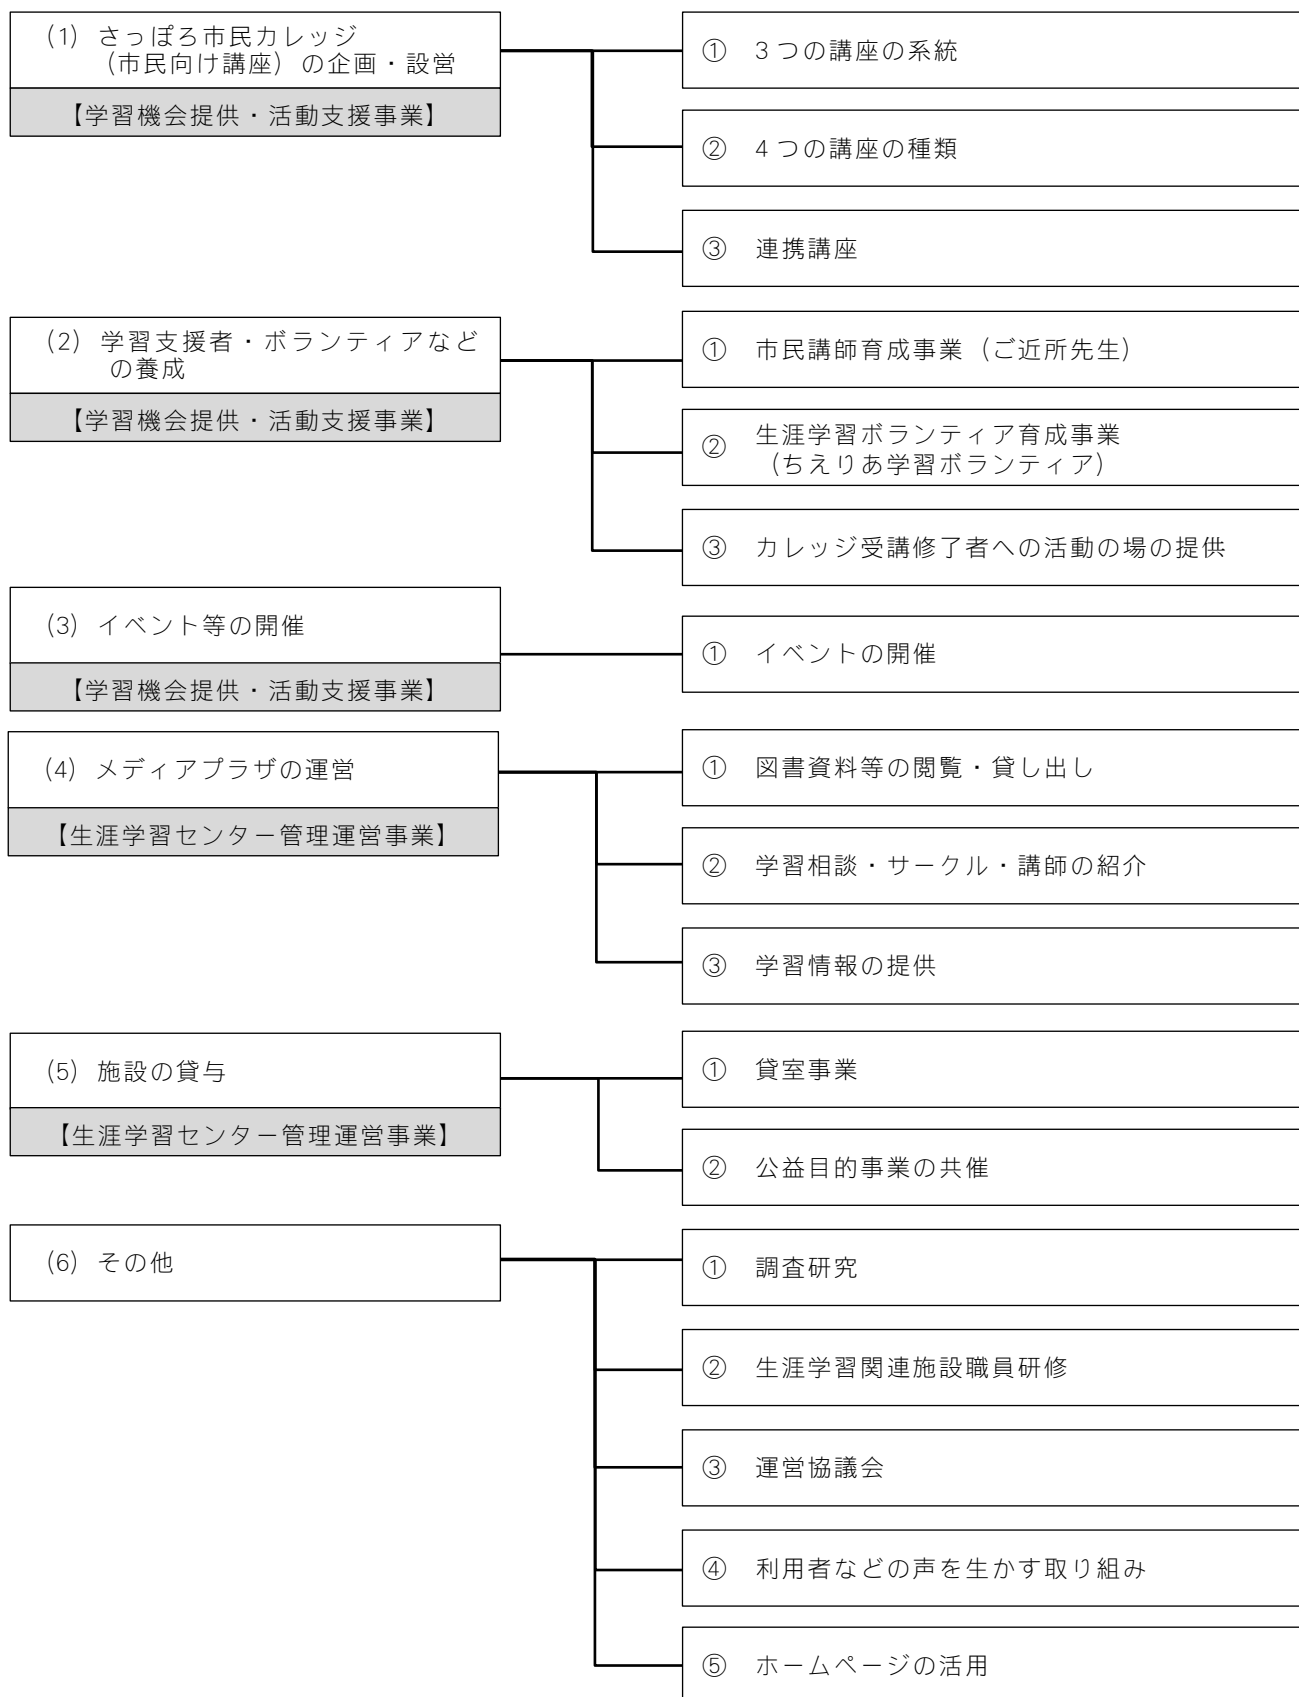 (1) さっぽろ市民カレッジ
(市民向け講座) の企画・設営
【学習機会提供・活動支援事業】
① 3つの講座の系統
② 4つの講座の種類
③ 連携講座
(2) 学習支援者・ボランティアなど
の養成
【学習機会提供・活動支援事業】
① 市民講師育成事業 (ご近所先生)
② 生涯学習ボランティア育成事業
(ちえりあ学習ボランティア)
③ カレッジ受講修了者への活動の場の提供
(3) イベント等の開催
【学習機会提供・活動支援事業】
① イベントの開催
(4) メディアプラザの運営
【生涯学習センター管理運営事業】
① 図書資料等の閲覧・貸し出し
② 学習相談・サークル・講師の紹介
③ 学習情報の提供
(5) 施設の貸与
【生涯学習センター管理運営事業】
① 貸室事業
② 公益目的事業の共催
(6) その他
① 調査研究
② 生涯学習関連施設職員研修
③ 運営協議会
④ 利用者などの声を生かす取り組み
⑤ ホームページの活用